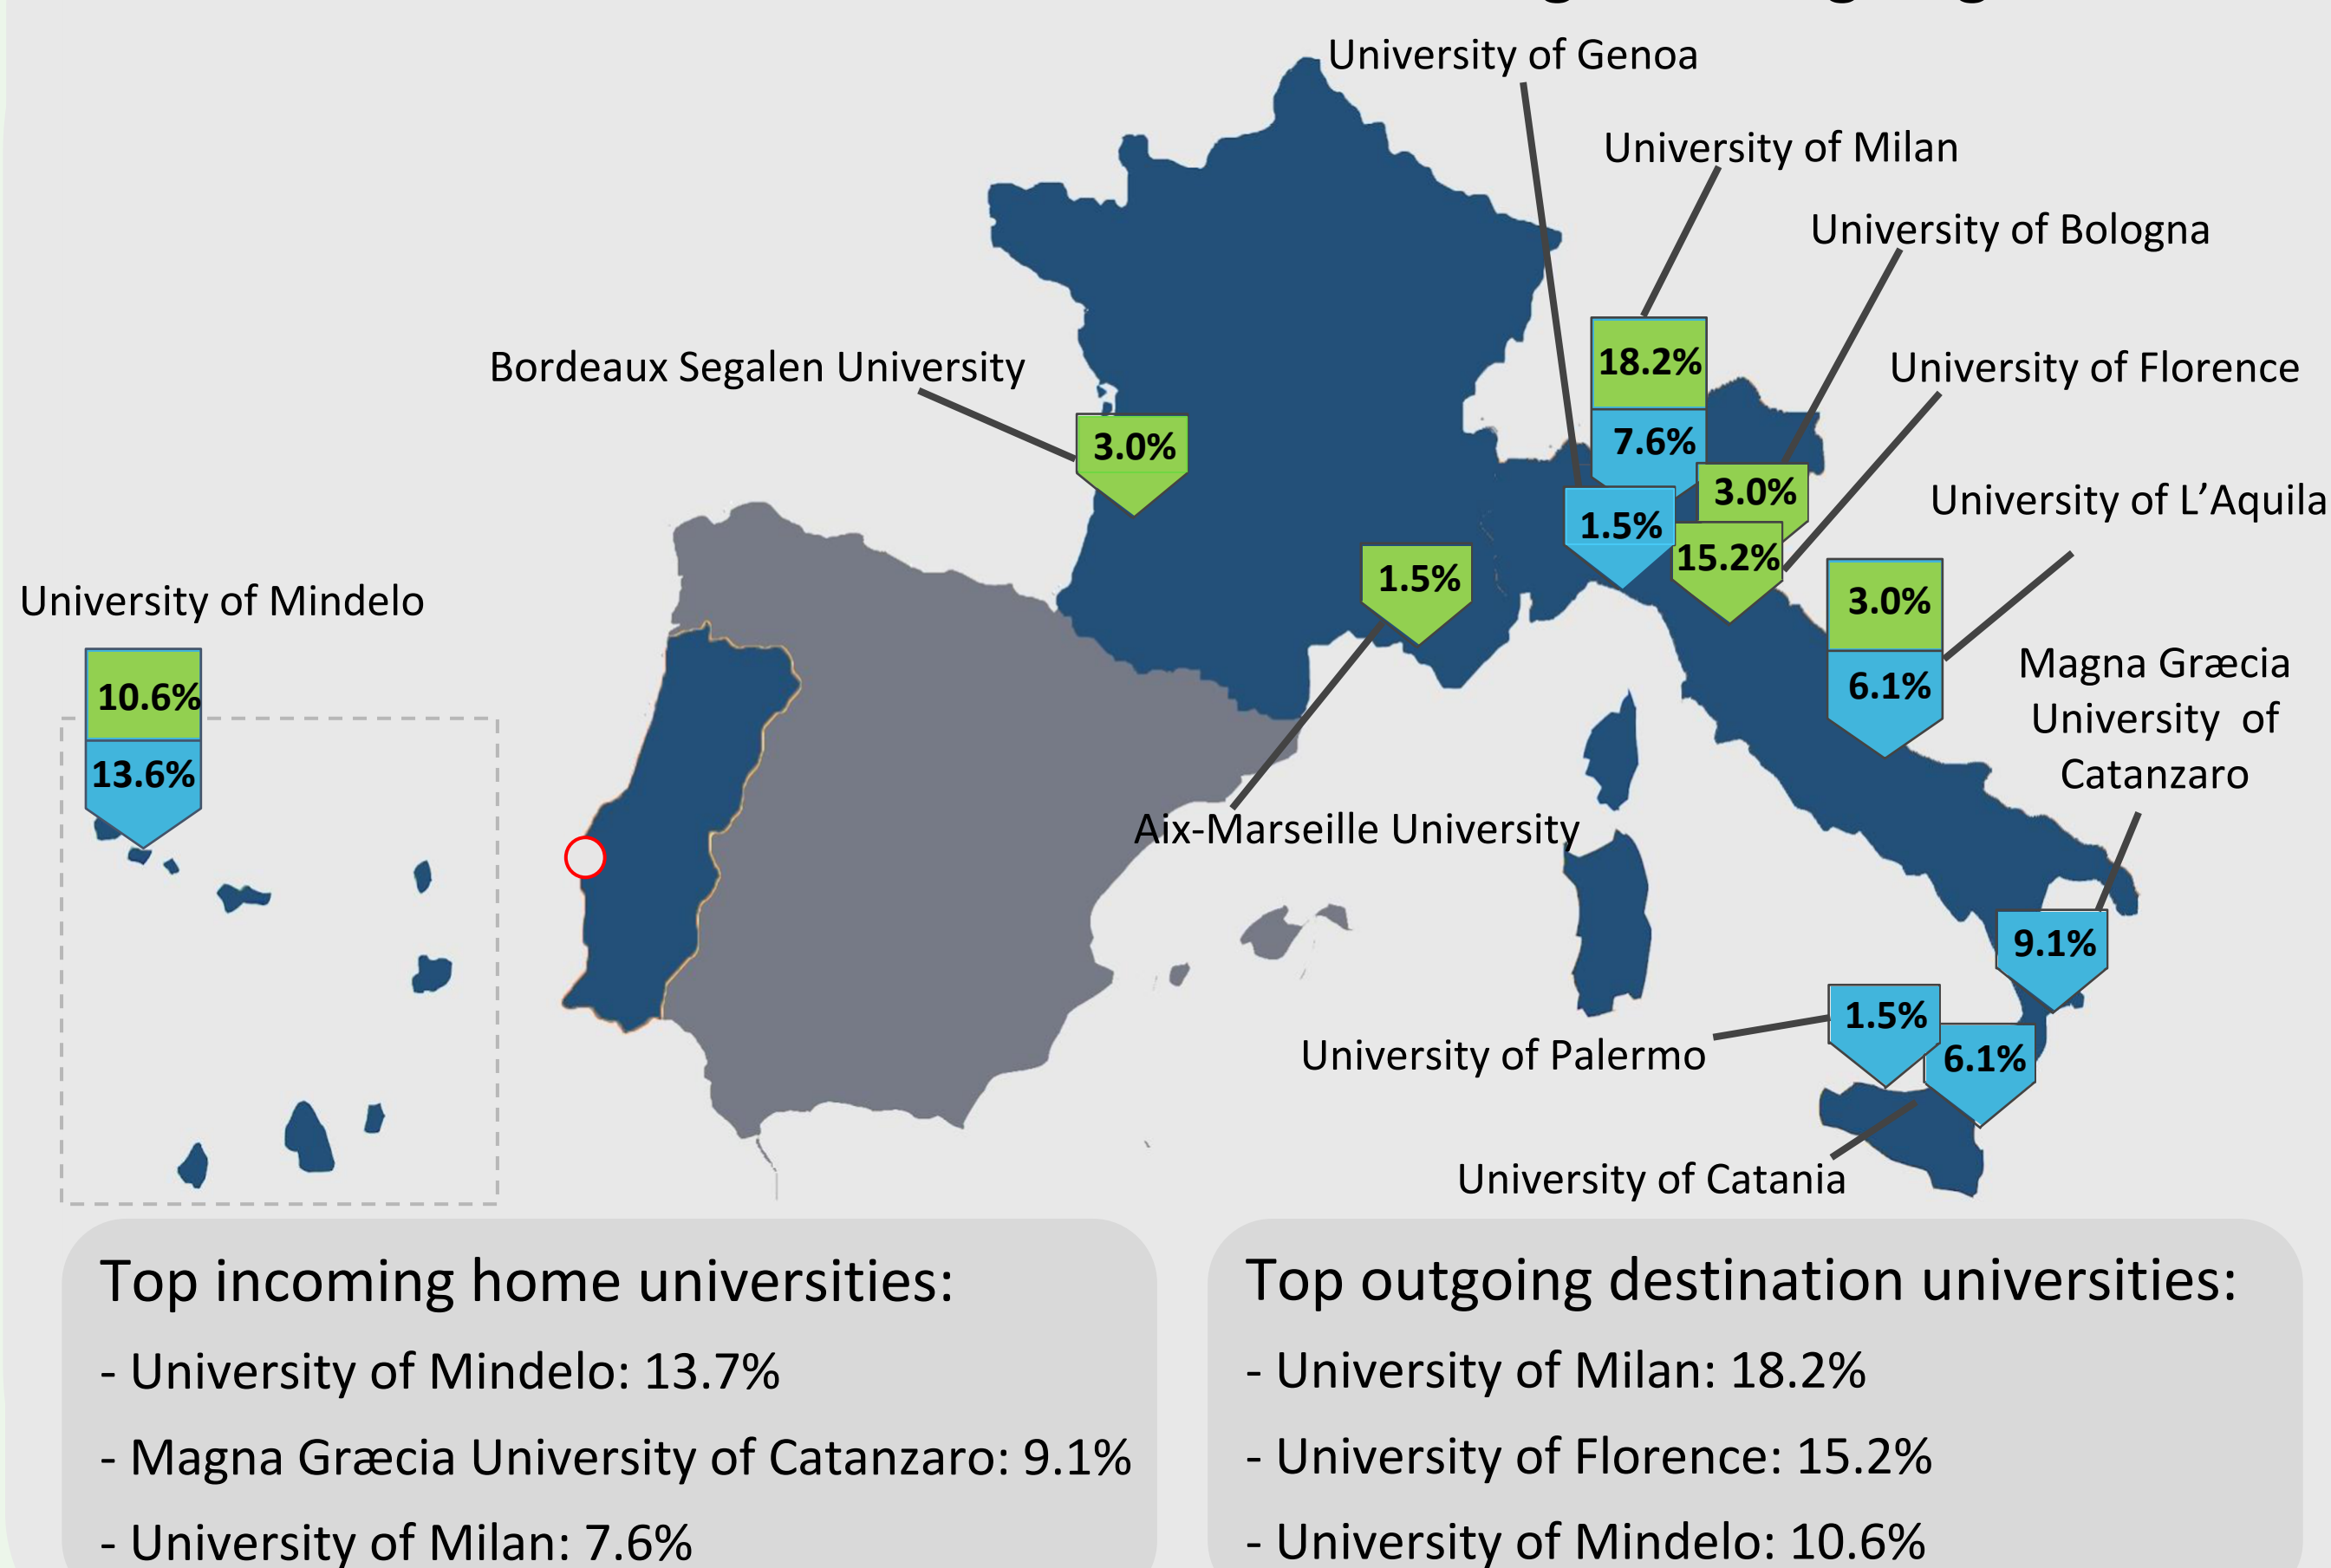 University of Genoa
University of Milan
University of Bologna
18.2%
Bordeaux Segalen University
University of Florence
3.0%
7.6%
3.0%
University of L’Aquila
1.5%
15.2%
1.5%
3.0%
University of Mindelo
6.1%
Magna Græcia
University of
Catanzaro
10.6%
13.6%
Aix-Marseille University
9.1%
1.5%
University of Palermo
6.1%
University of Catania
Top incoming home universities:
- University of Mindelo: 13.7%
- Magna Græcia University of Catanzaro: 9.1%
- University of Milan: 7.6%
Top outgoing destination universities:
- University of Milan: 18.2%
- University of Florence: 15.2%
- University of Mindelo: 10.6%